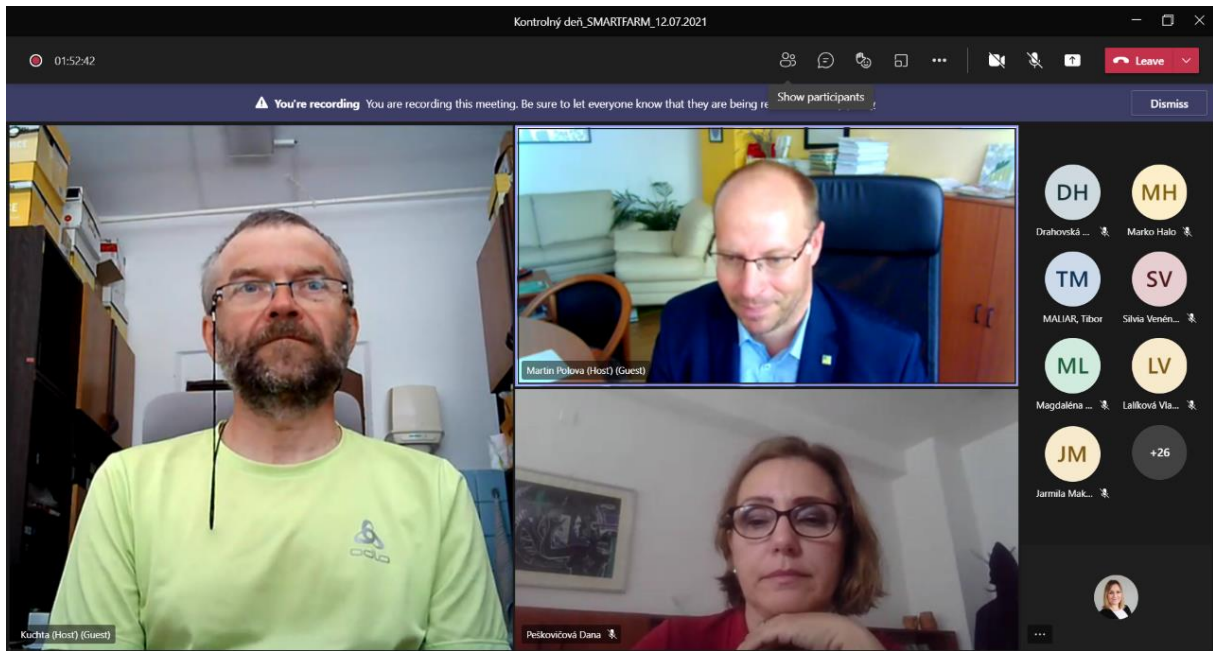 Kontrolný deň_SMARTFARM_12.07.2021
01:52:42
Leave
Show participants
You're recording You are recording this meeting. Be sure to let everyone know that they are being
Dismiss
Martin Polova (Hosť) (Guest)
Kuchta (Hosť) (Guest)
Peškovičová Dana
DH
MH
Drahovská ...
Marko Halo
TM
SV
MALIAR, Tibor
Silvia Venén...
ML
LV
Magdaléna ...
Lalíková Vla...
JM
+26
Jarmila Mak...